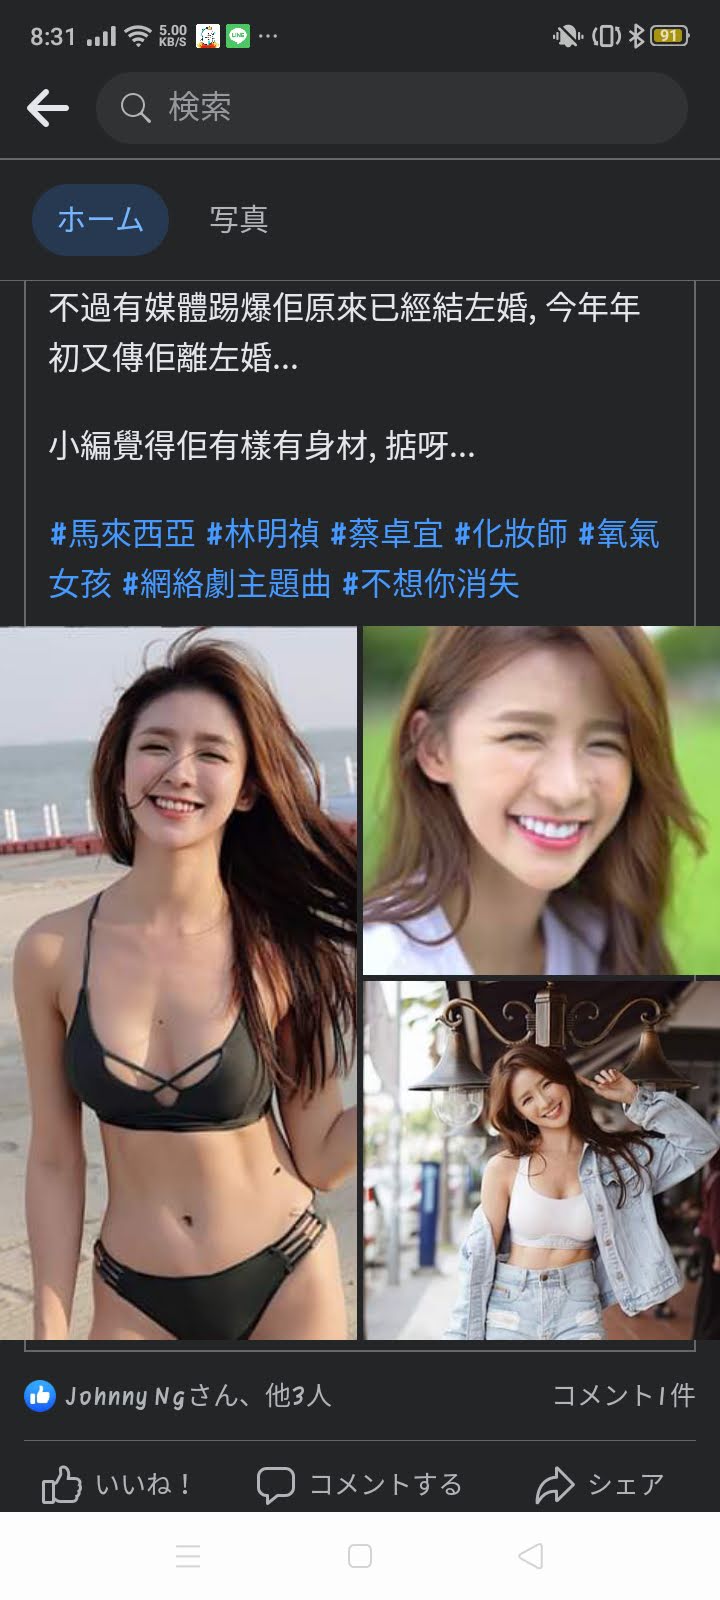 8:31 5.00 KB/S LINE ... 91
検索
ホーム 写真
不過有媒體踢爆佢原來已經結左婚, 今年年
初又傳佢離左婚...
小編覺得佢有樣有身材, 掂呀...
#馬來西亞 #林明禎 #蔡卓宜 #化妝師 #氧氣
女孩 #網絡劇主題曲 #不想你消失
Johnny Ngさん、他3人 コメント1件
いいね！ コメントする シェア